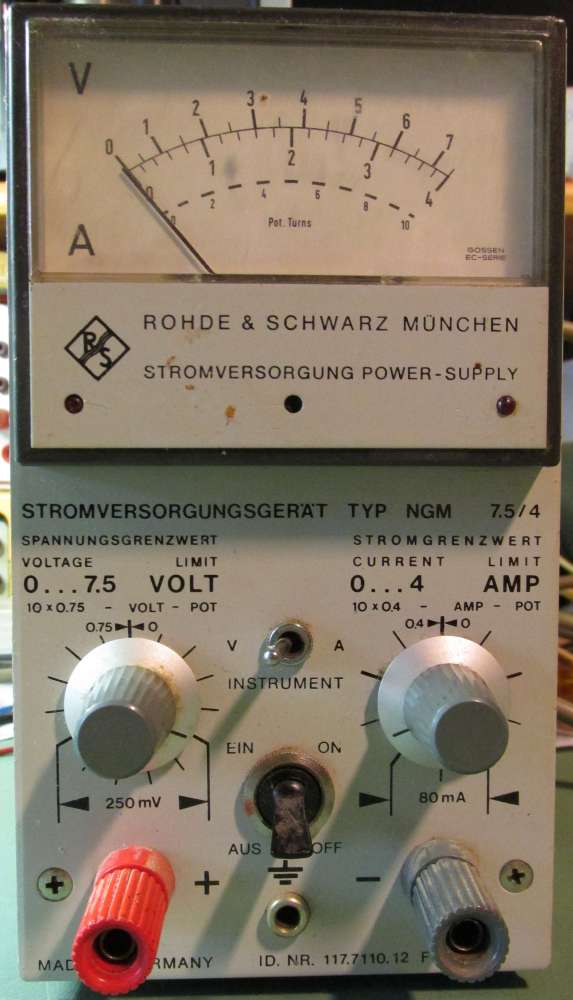 V
0 1 2 3 4 5 6 7
0 1 2 3 4
0 2 4 6 8 10
Pot. Turns
A
GOSSEN
EC-SERIE
R S
ROHDE & SCHWARZ MÜNCHEN
STROMVERSORGUNG POWER-SUPPLY
STROMVERSORGUNGSGERÄT TYP NGM 7.5/4
SPANNUNGSGRENZWERT
VOLTAGE LIMIT
0...7.5 VOLT
10 x 0.75 - VOLT - POT
0.75 0
STROMGRENZWERT
CURRENT LIMIT
0...4 AMP
10 x 0.4 - AMP - POT
0.4 0
V A
INSTRUMENT
EIN ON
250 mV
80 mA
AUS OFF
+
-
GERMANY ID. NR. 117.7110.12 F